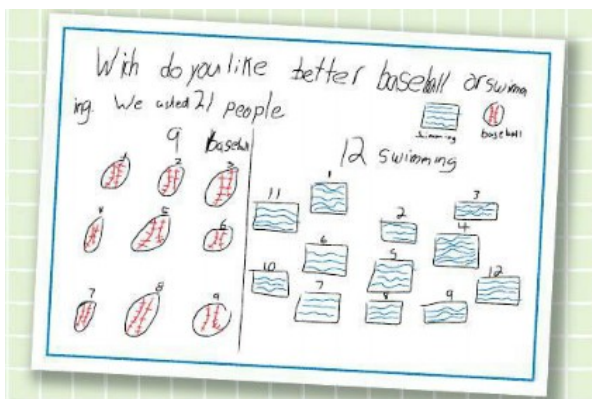 Wich do you like better baseball or swim
ing. We asked 21 people
swimming baseball
9 Baseball
12 swimming
1 2 3
4 5 6
7 8 9
1
11 2 3
6 5 4
10 7 8 9 12